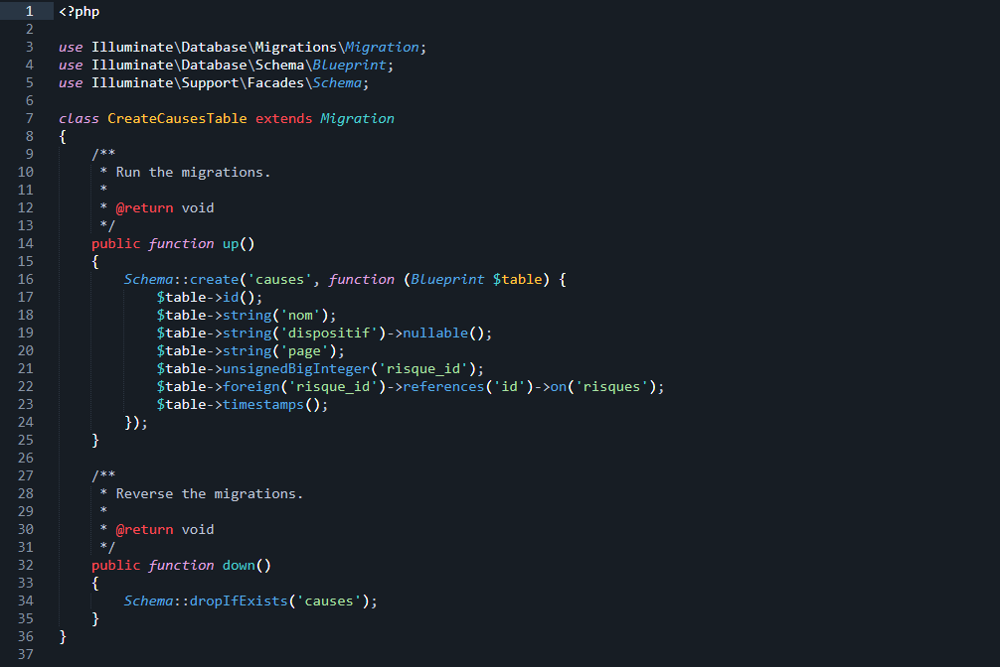 1 <?php
2
3 use Illuminate\Database\Migrations\Migration;
4 use Illuminate\Database\Schema\Blueprint;
5 use Illuminate\Support\Facades\Schema;
6
7 class CreateCausesTable extends Migration
8 {
9     /**
10      * Run the migrations.
11      *
12      * @return void
13      */
14     public function up()
15     {
16         Schema::create('causes', function (Blueprint $table) {
17             $table->id();
18             $table->string('nom');
19             $table->string('dispositif')->nullable();
20             $table->string('page');
21             $table->unsignedBigInteger('risque_id');
22             $table->foreign('risque_id')->references('id')->on('risques');
23             $table->timestamps();
24         });
25     }
26
27     /**
28      * Reverse the migrations.
29      *
30      * @return void
31      */
32     public function down()
33     {
34         Schema::dropIfExists('causes');
35     }
36 }
37